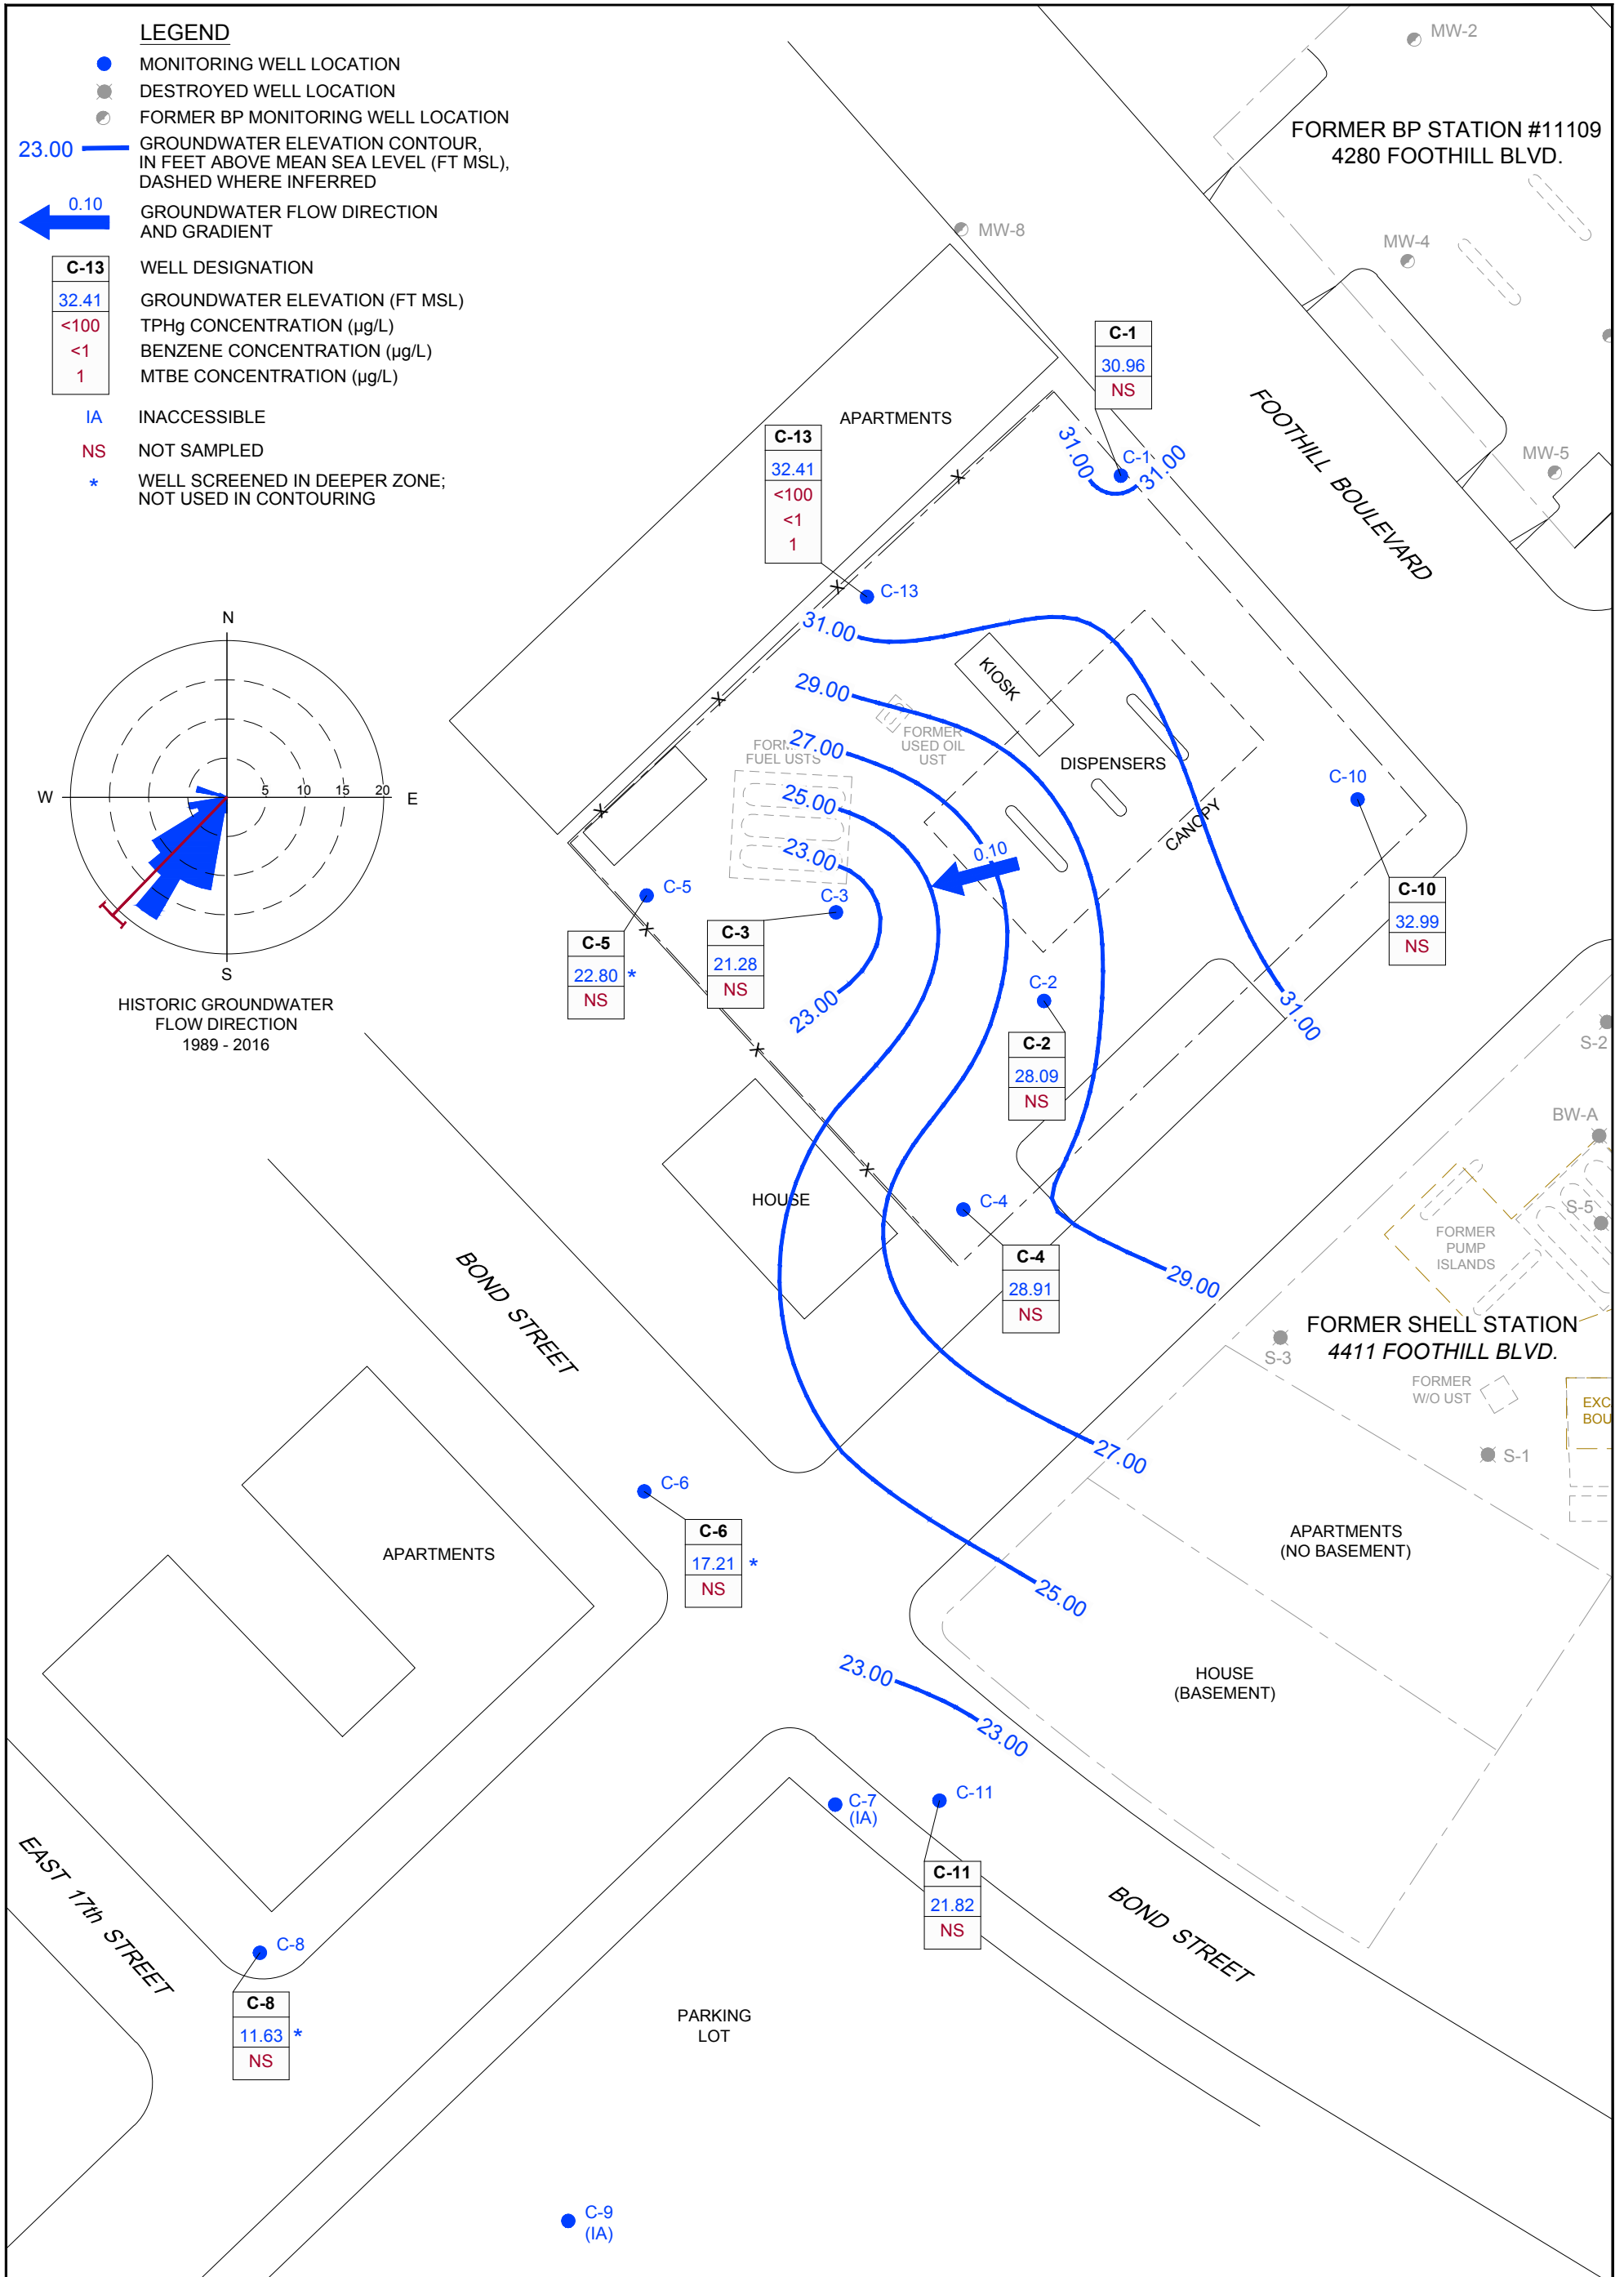 LEGEND
MONITORING WELL LOCATION
DESTROYED WELL LOCATION
FORMER BP MONITORING WELL LOCATION
23.00
GROUNDWATER ELEVATION CONTOUR,
IN FEET ABOVE MEAN SEA LEVEL (FT MSL),
DASHED WHERE INFERRED
0.10
GROUNDWATER FLOW DIRECTION
AND GRADIENT
C-13
WELL DESIGNATION
32.41
GROUNDWATER ELEVATION (FT MSL)
<100
TPHg CONCENTRATION (µg/L)
<1
BENZENE CONCENTRATION (µg/L)
1
MTBE CONCENTRATION (µg/L)
IA
INACCESSIBLE
NS
NOT SAMPLED
*
WELL SCREENED IN DEEPER ZONE;
NOT USED IN CONTOURING
MW-2
FORMER BP STATION #11109
4280 FOOTHILL BLVD.
MW-8
MW-4
MW-5
FOOTHILL BOULEVARD
C-1
30.96
NS
C-1
31.00
31.00
APARTMENTS
C-13
32.41
<100
<1
1
C-13
31.00
29.00
27.00
25.00
23.00
KIOSK
FORMER
USED OIL
UST
FUEL USTS
DISPENSERS
CANOPY
0.10
C-10
C-10
32.99
NS
N
W
E
S
5
10
15
20
HISTORIC GROUNDWATER
FLOW DIRECTION
1989 - 2016
C-5
C-5
22.80 *
NS
C-3
C-3
21.28
NS
23.00
C-2
C-2
28.09
NS
31.00
S-2
BW-A
S-5
FORMER
PUMP
ISLANDS
HOUSE
C-4
C-4
28.91
NS
29.00
FORMER SHELL STATION
4411 FOOTHILL BLVD.
S-3
FORMER
W/O UST
EXC
BOU
S-1
BOND STREET
27.00
C-6
C-6
17.21 *
NS
APARTMENTS
APARTMENTS
(NO BASEMENT)
25.00
HOUSE
(BASEMENT)
23.00
23.00
C-7
(IA)
C-11
C-11
21.82
NS
BOND STREET
EAST 17th STREET
C-8
C-8
11.63 *
NS
PARKING
LOT
C-9
(IA)